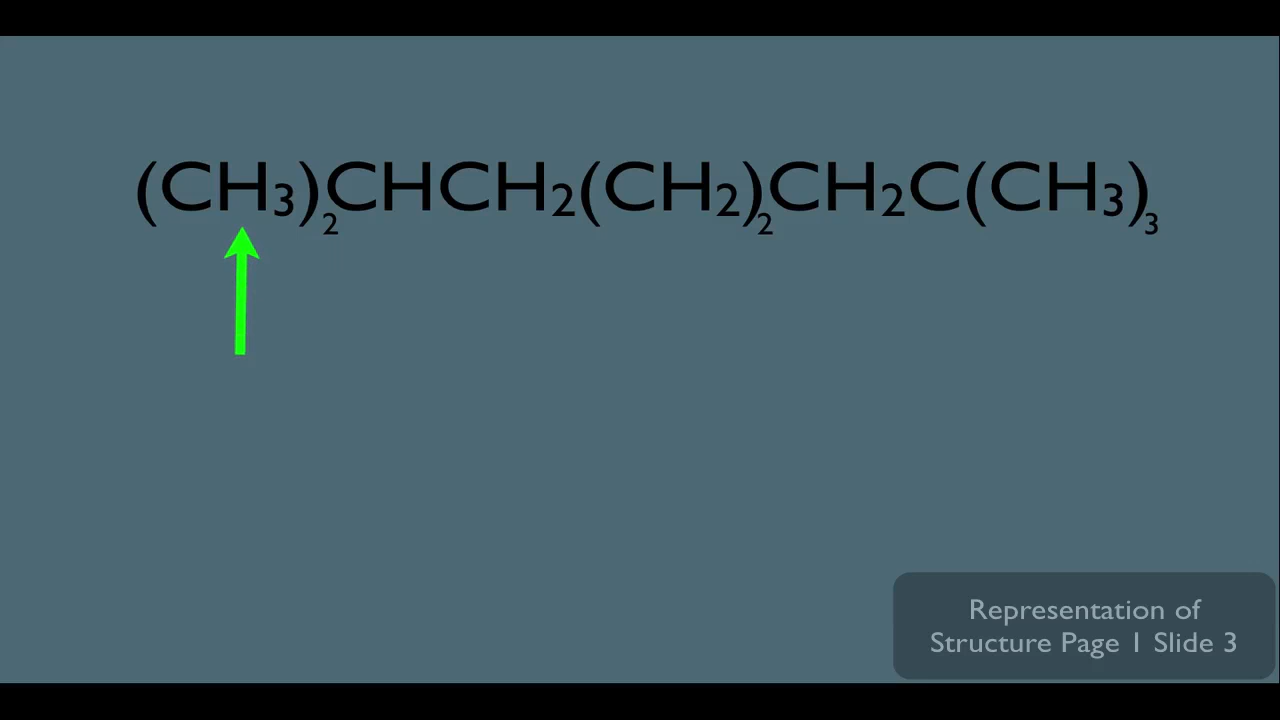 (CH₃)₂CHCH₂(CH₂)₂CH₂C(CH₃)₃
Representation of
Structure Page 1 Slide 3